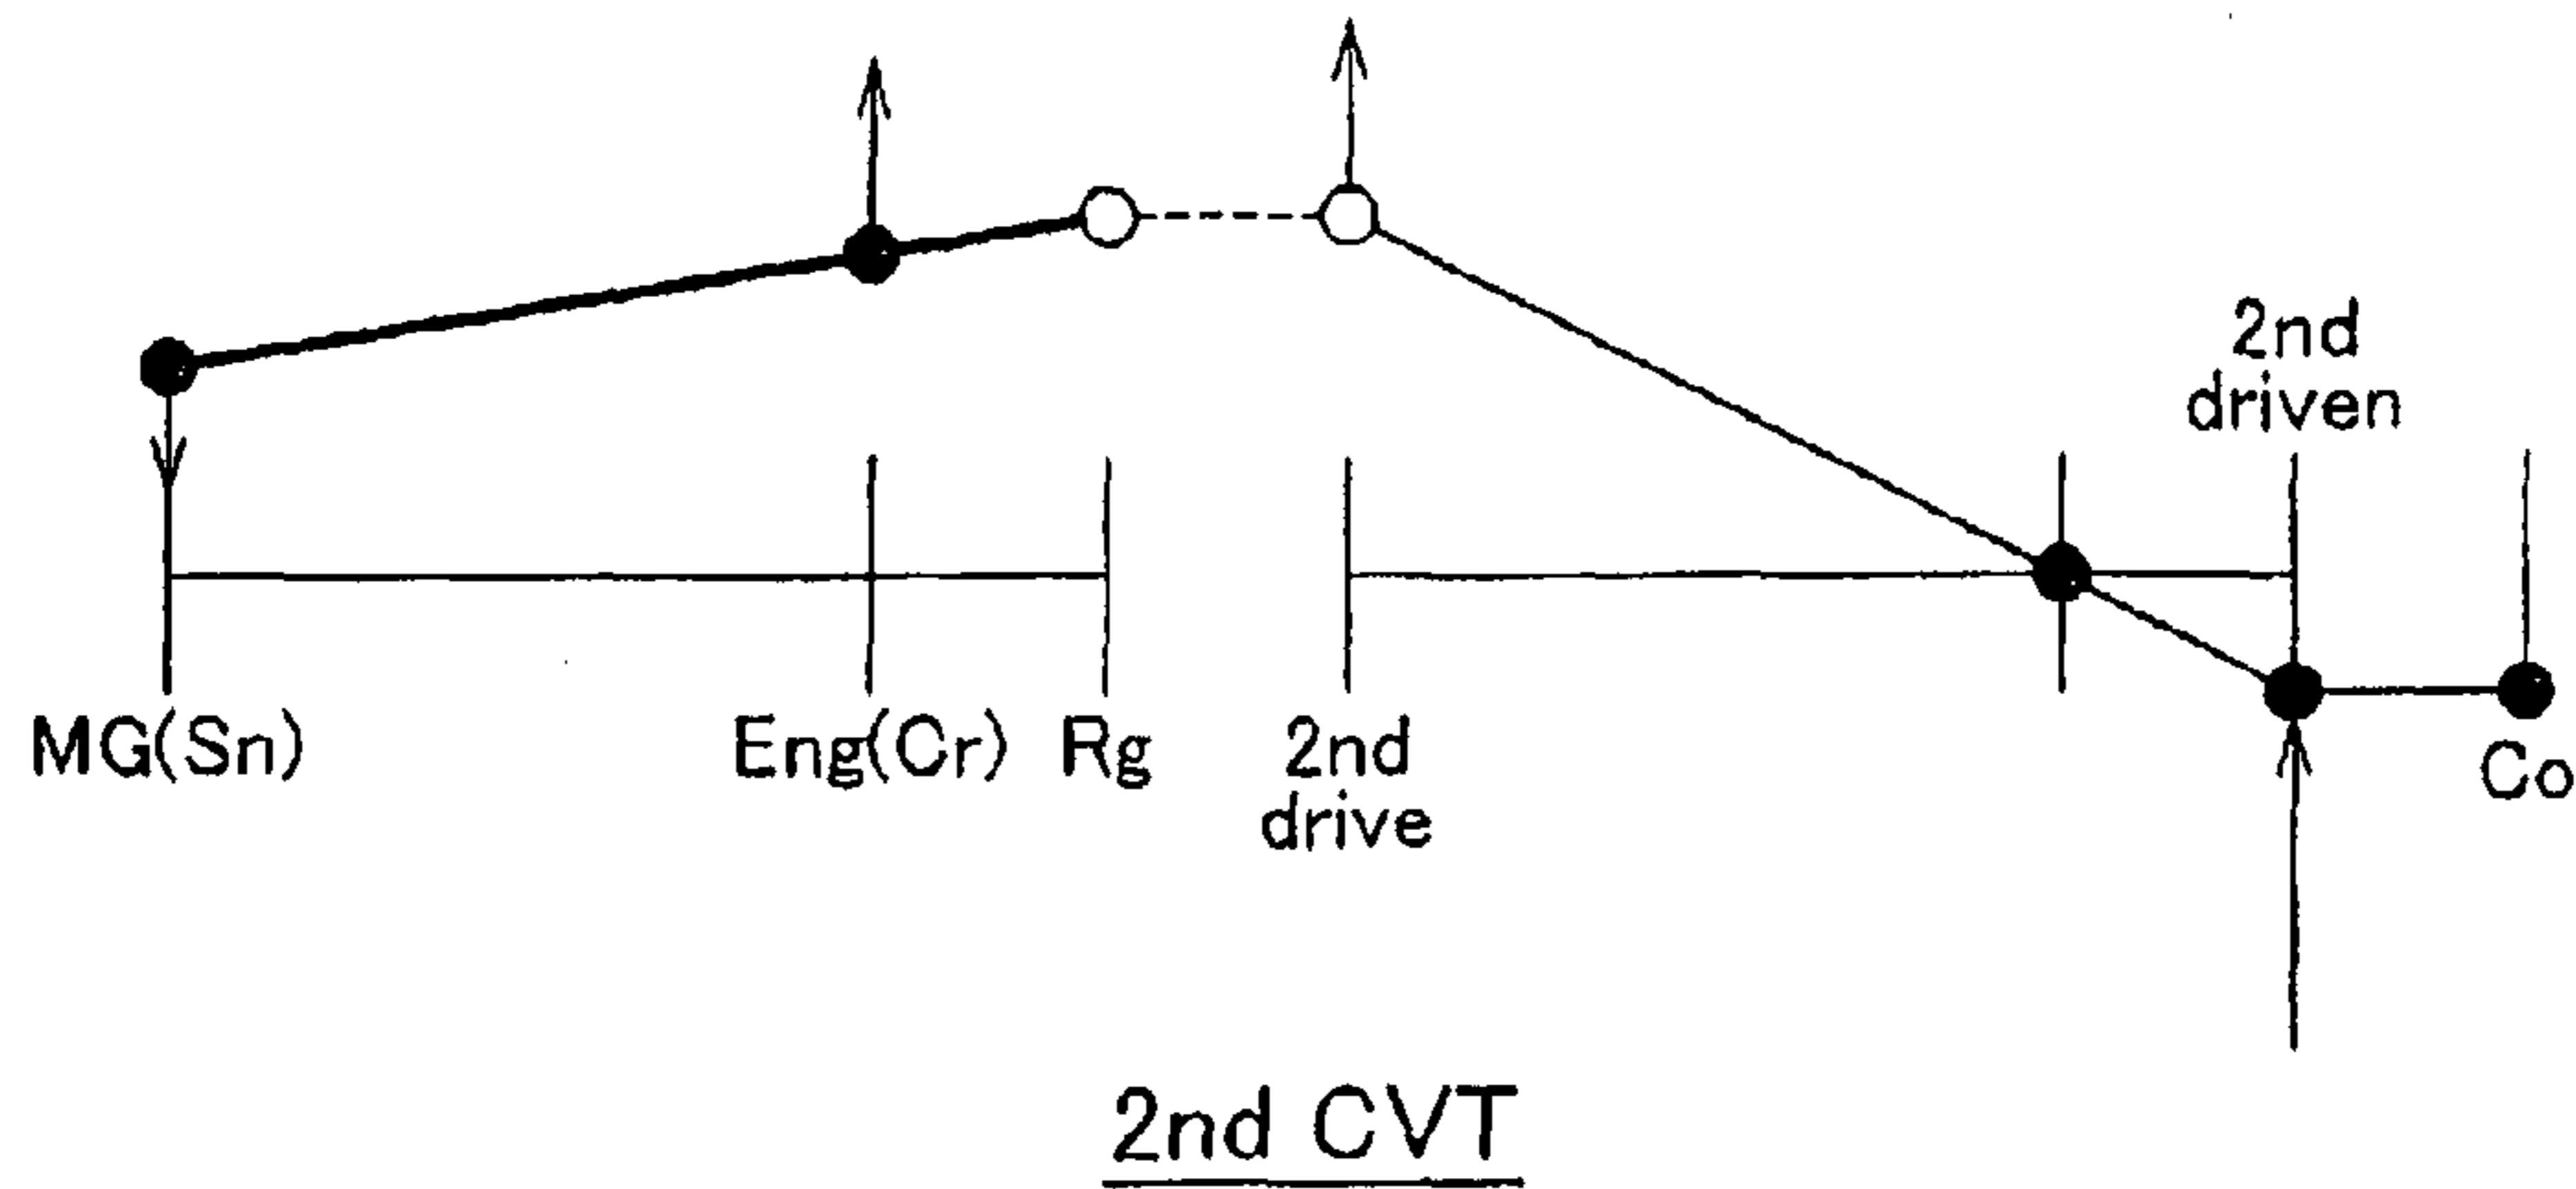 2nd
driven
MG(Sn)
Eng(Cr)
Rg
2nd
drive
Co
2nd CVT